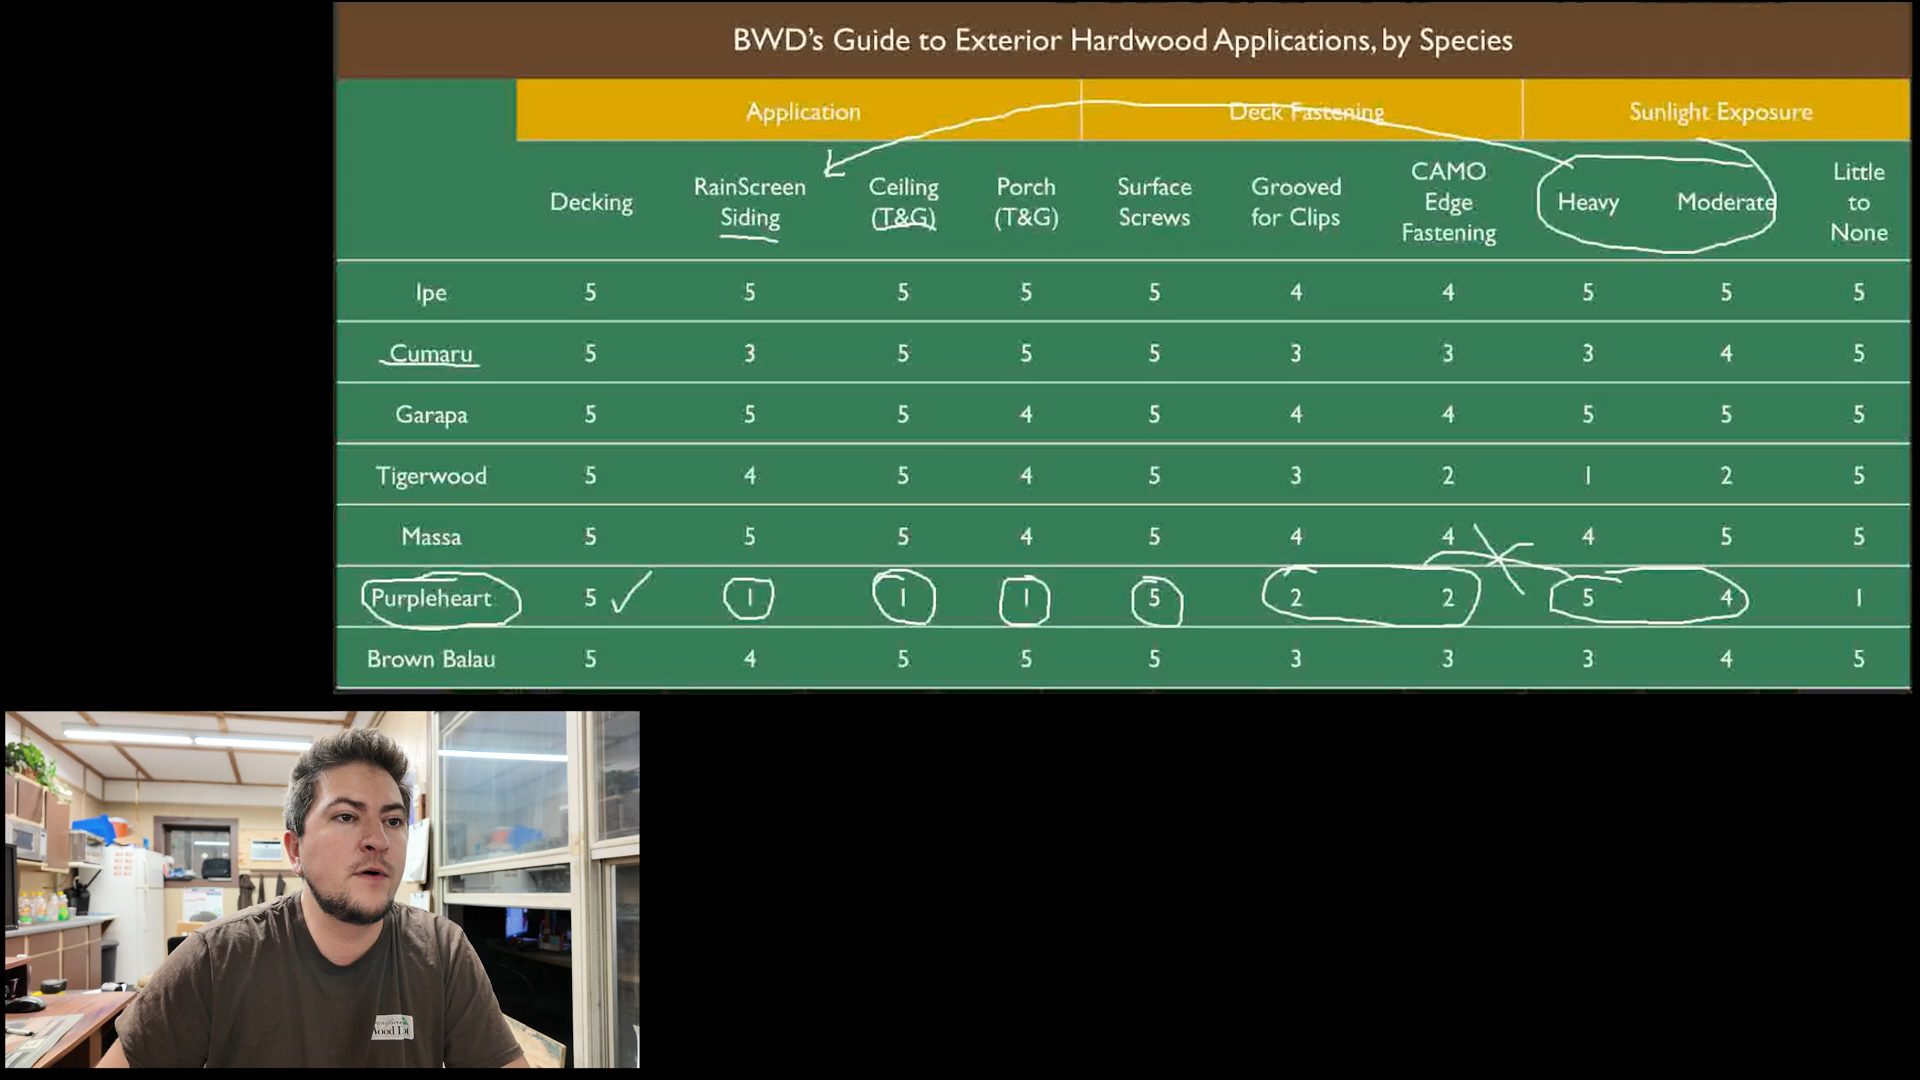 BWD's Guide to Exterior Hardwood Applications, by Species
Application Deck Fastening Sunlight Exposure
Decking RainScreen Siding Ceiling (T&G) Porch (T&G) Surface Screws Grooved for Clips CAMO Edge Fastening Heavy Moderate Little to None
Ipe 5 5 5 5 5 4 4 5 5 5
Cumaru 5 3 5 5 5 3 3 3 4 5
Garapa 5 5 5 4 5 4 4 5 5 5
Tigerwood 5 4 5 4 5 3 2 1 2 5
Massa 5 5 5 4 5 4 4 4 5 5
Purpleheart 5 1 1 1 5 2 2 5 4 1
Brown Balau 5 4 5 5 5 3 3 3 4 5